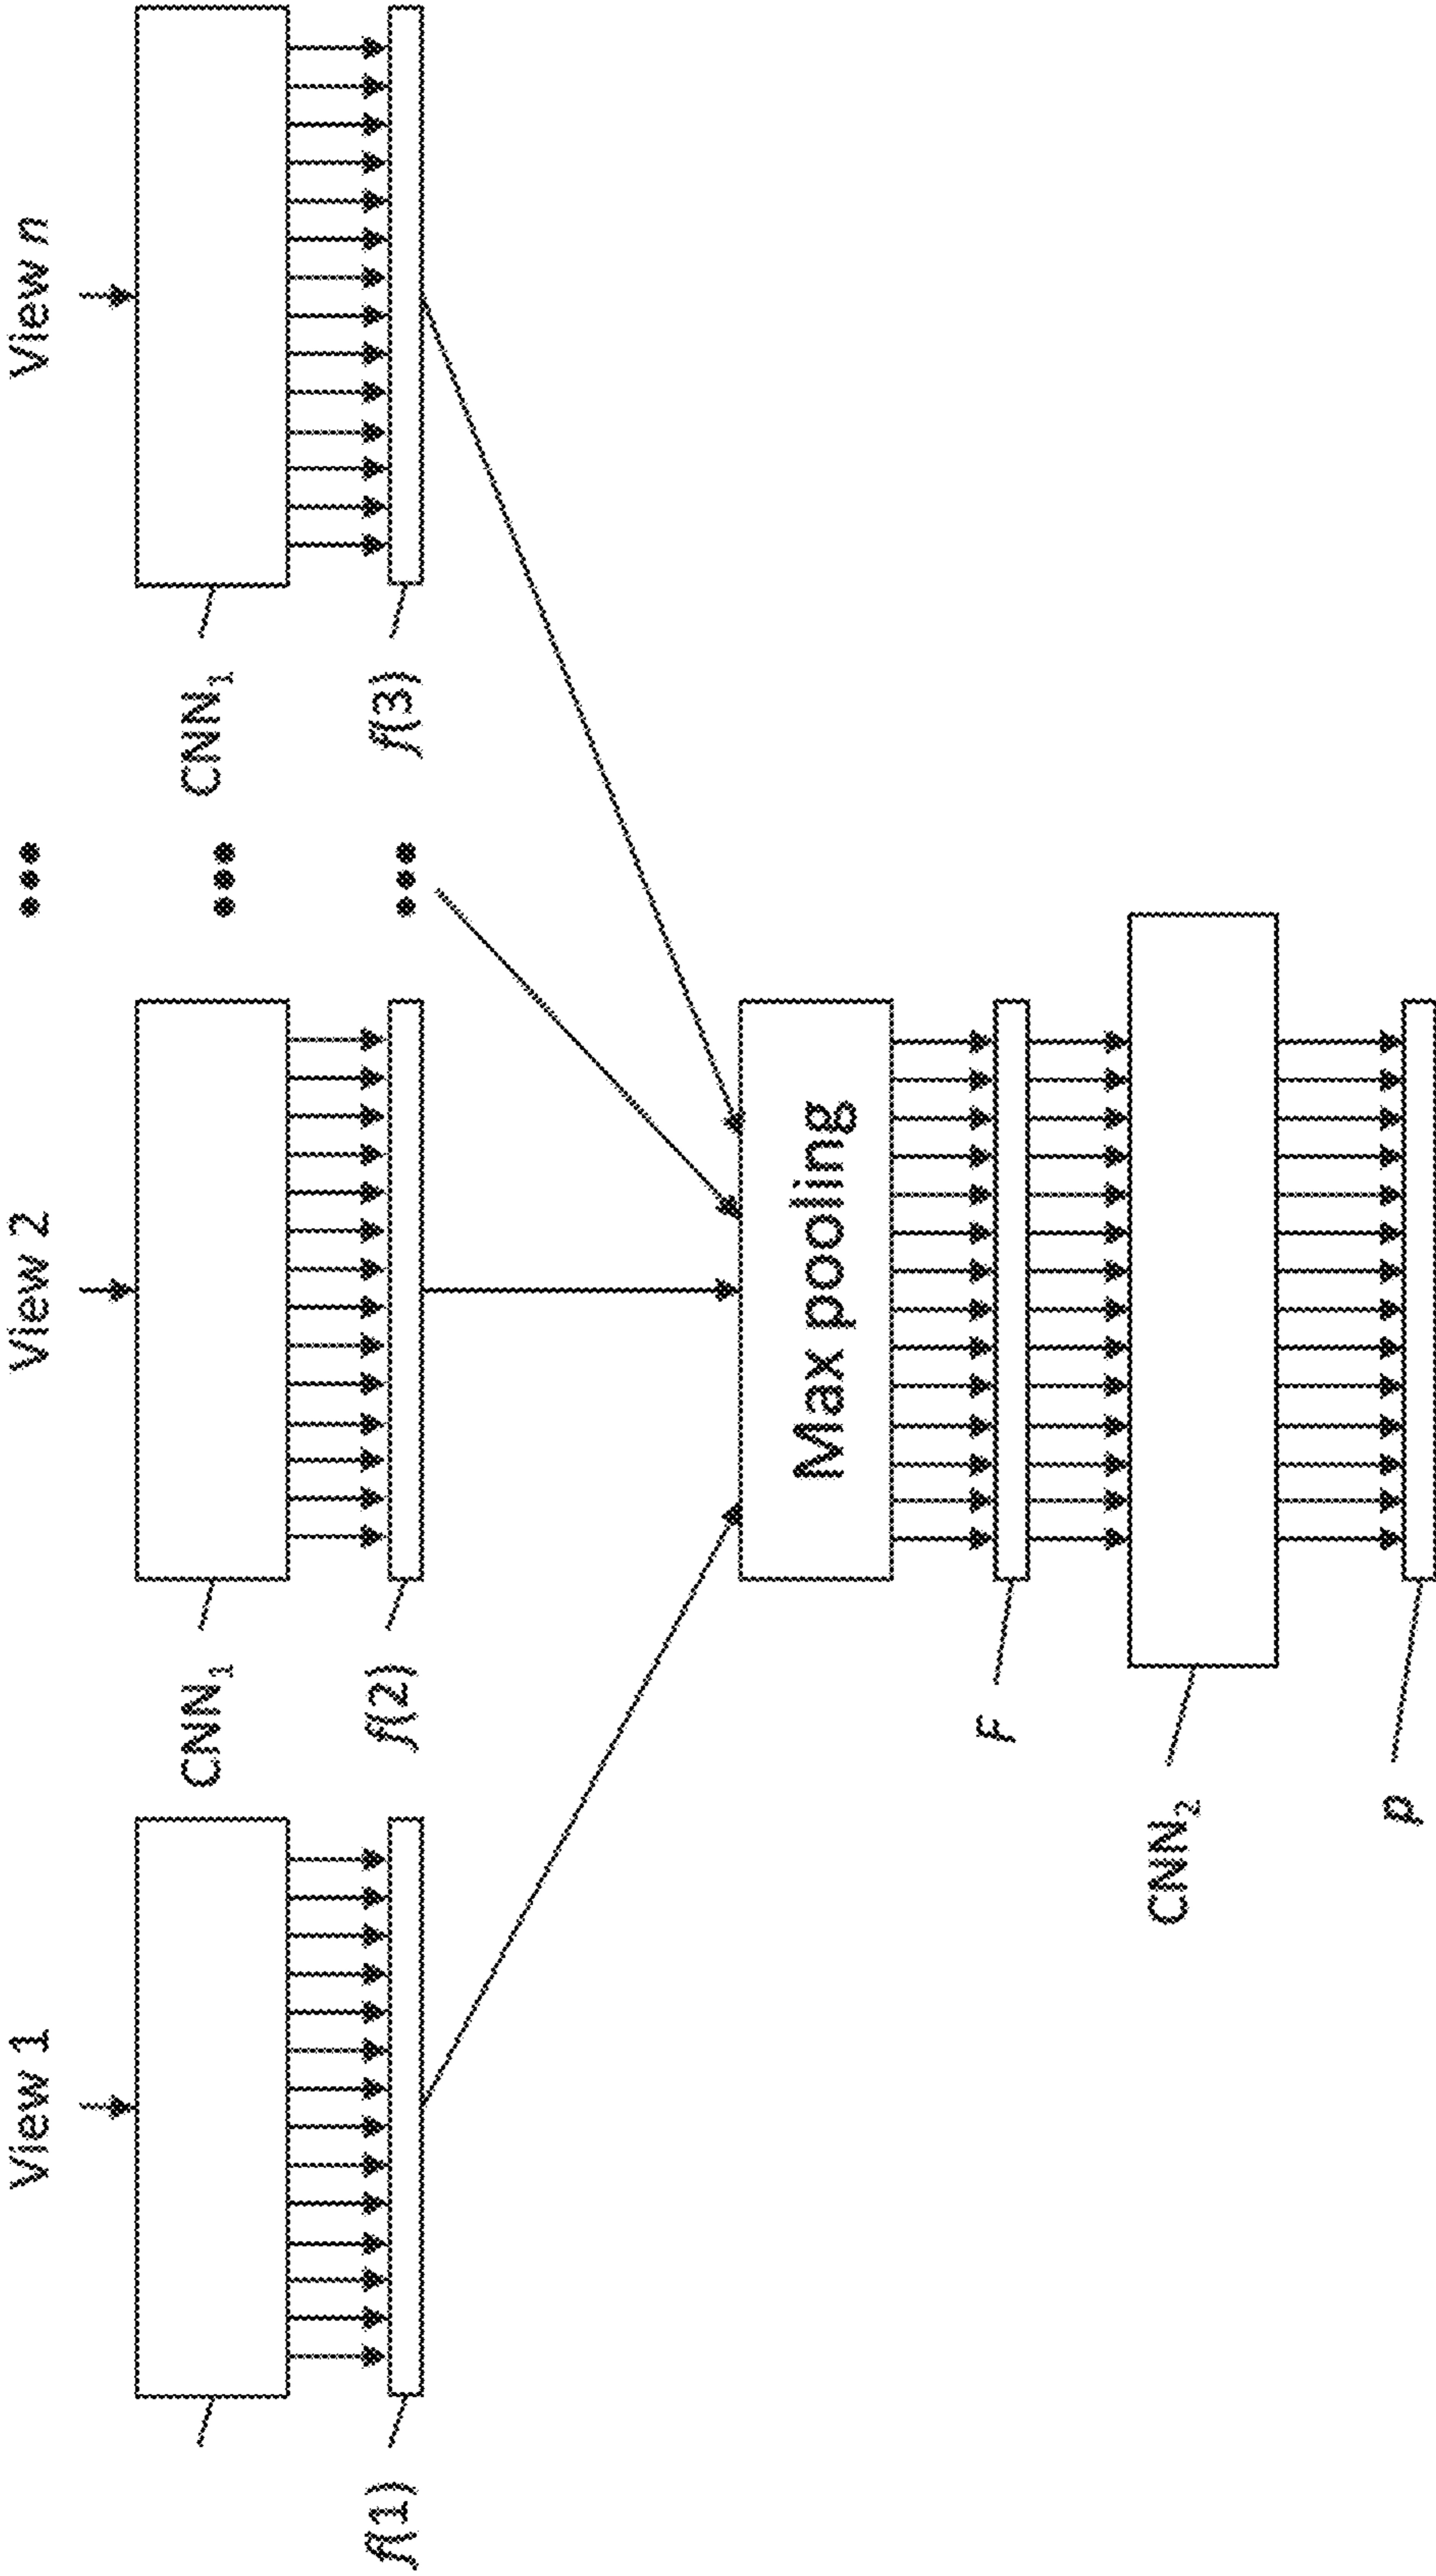 View 1
View 2
•••
View n
CNN₁
•••
CNN₁
f(1)
f(2)
•••
f(3)
Max pooling
F
CNN₂
p